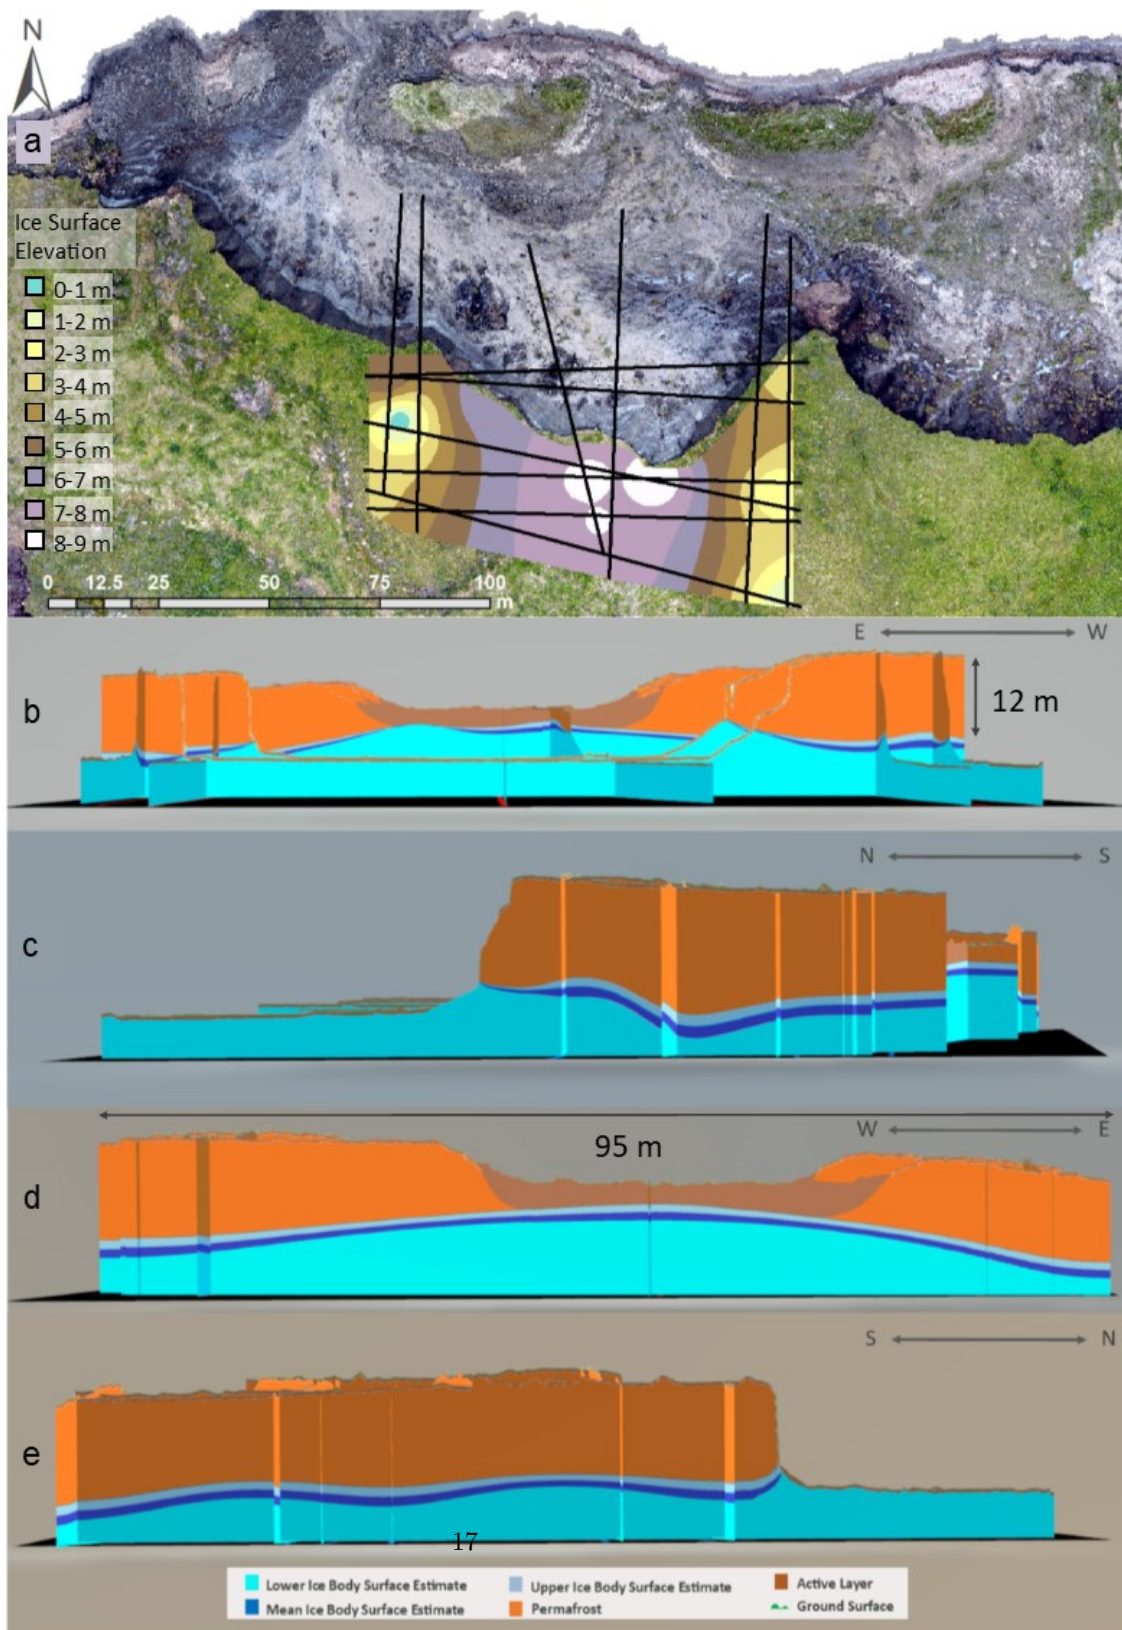 N
a
Ice Surface
Elevation
0-1 m
1-2 m
2-3 m
3-4 m
4-5 m
5-6 m
6-7 m
7-8 m
8-9 m
0 12.5 25 50 75 100
m
E W
b
12 m
N S
c
95 m
W E
d
S N
e
17
Lower Ice Body Surface Estimate Upper Ice Body Surface Estimate Active Layer
Mean Ice Body Surface Estimate Permafrost Ground Surface